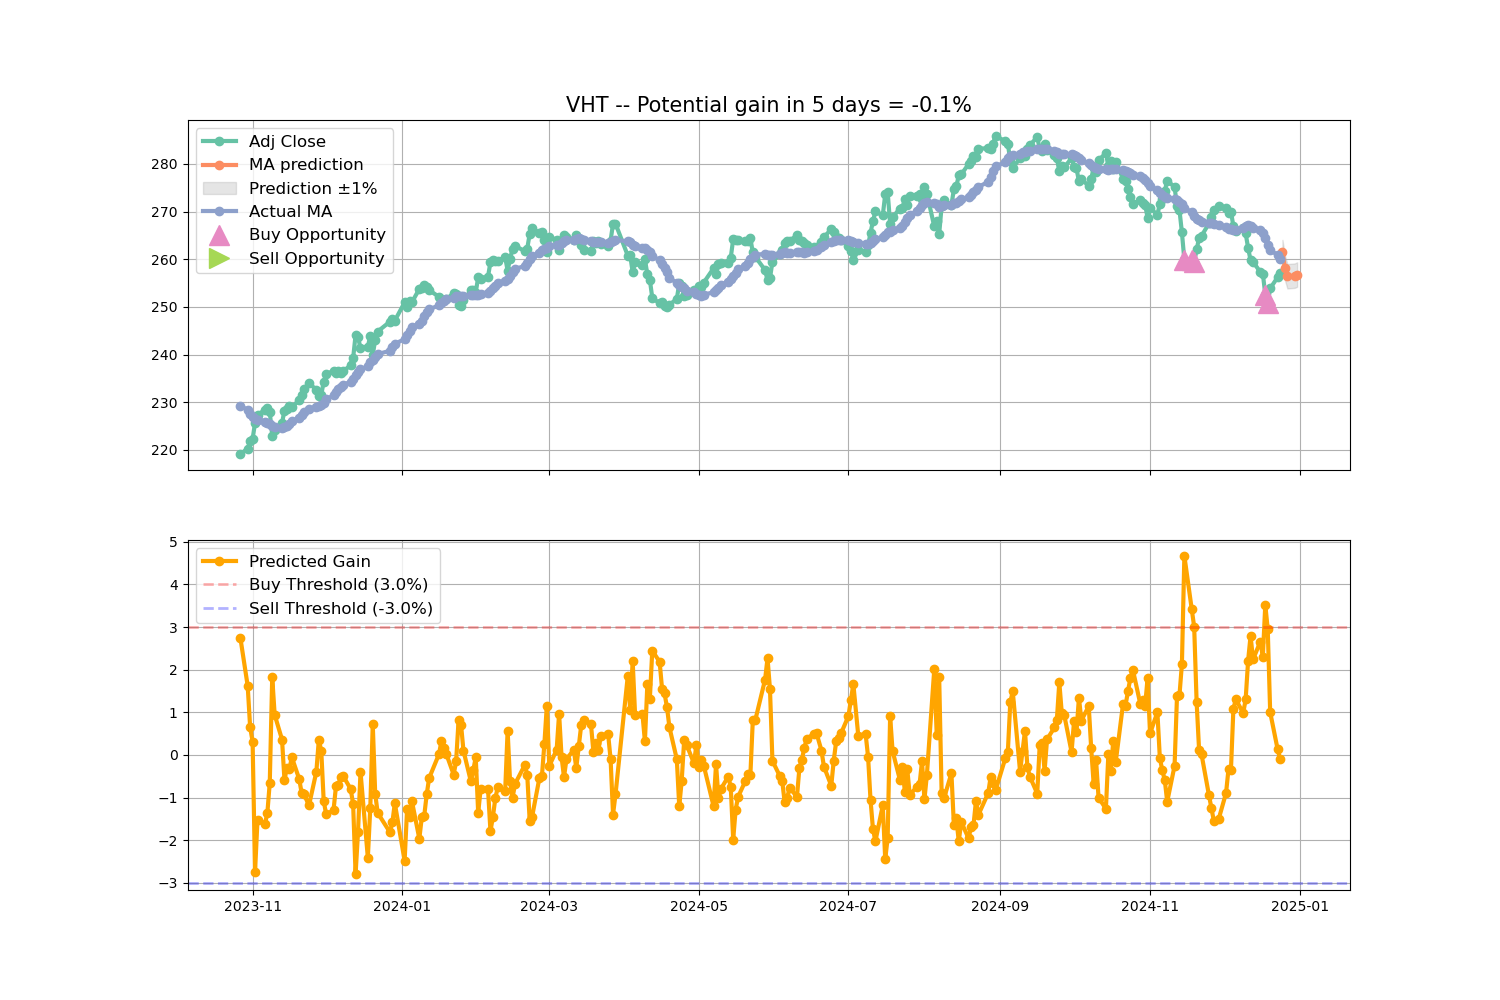 VHT -- Potential gain in 5 days = -0.1%
Adj Close
MA prediction
Prediction ±1%
Actual MA
Buy Opportunity
Sell Opportunity
280
270
260
250
240
230
220
Predicted Gain
Buy Threshold (3.0%)
Sell Threshold (-3.0%)
5
4
3
2
1
0
−1
−2
−3
2023-11 2024-01 2024-03 2024-05 2024-07 2024-09 2024-11 2025-01